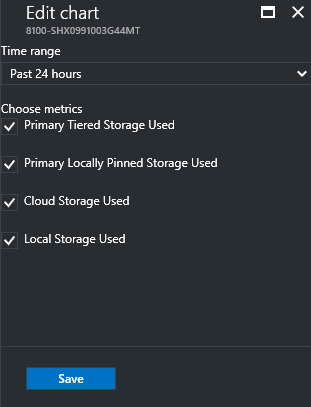 Edit chart
8100-SHX0991003G44MT
Time range
Past 24 hours
Choose metrics
Primary Tiered Storage Used
Primary Locally Pinned Storage Used
Cloud Storage Used
Local Storage Used
Save